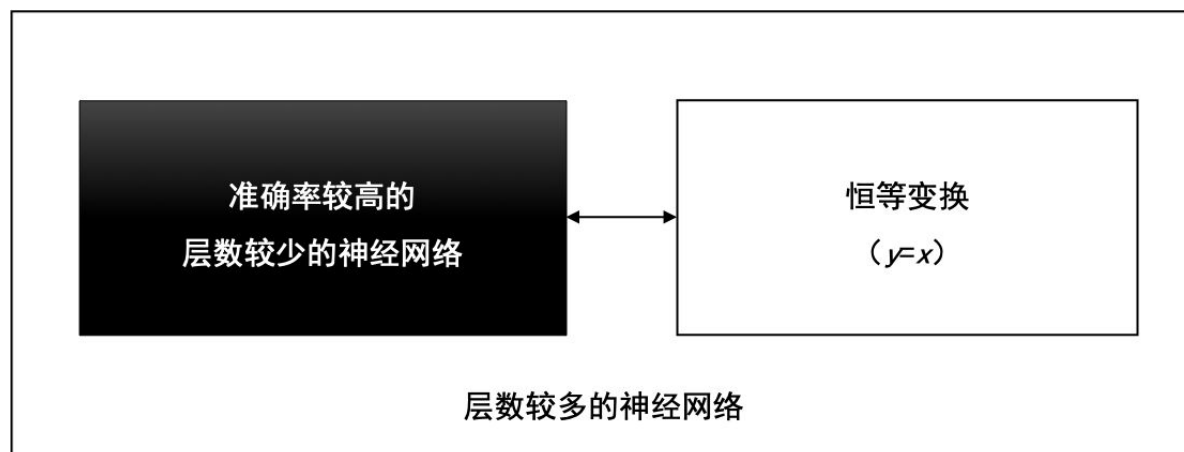 准确率较高的
层数较少的神经网络
恒等变换
（y=x）
层数较多的神经网络